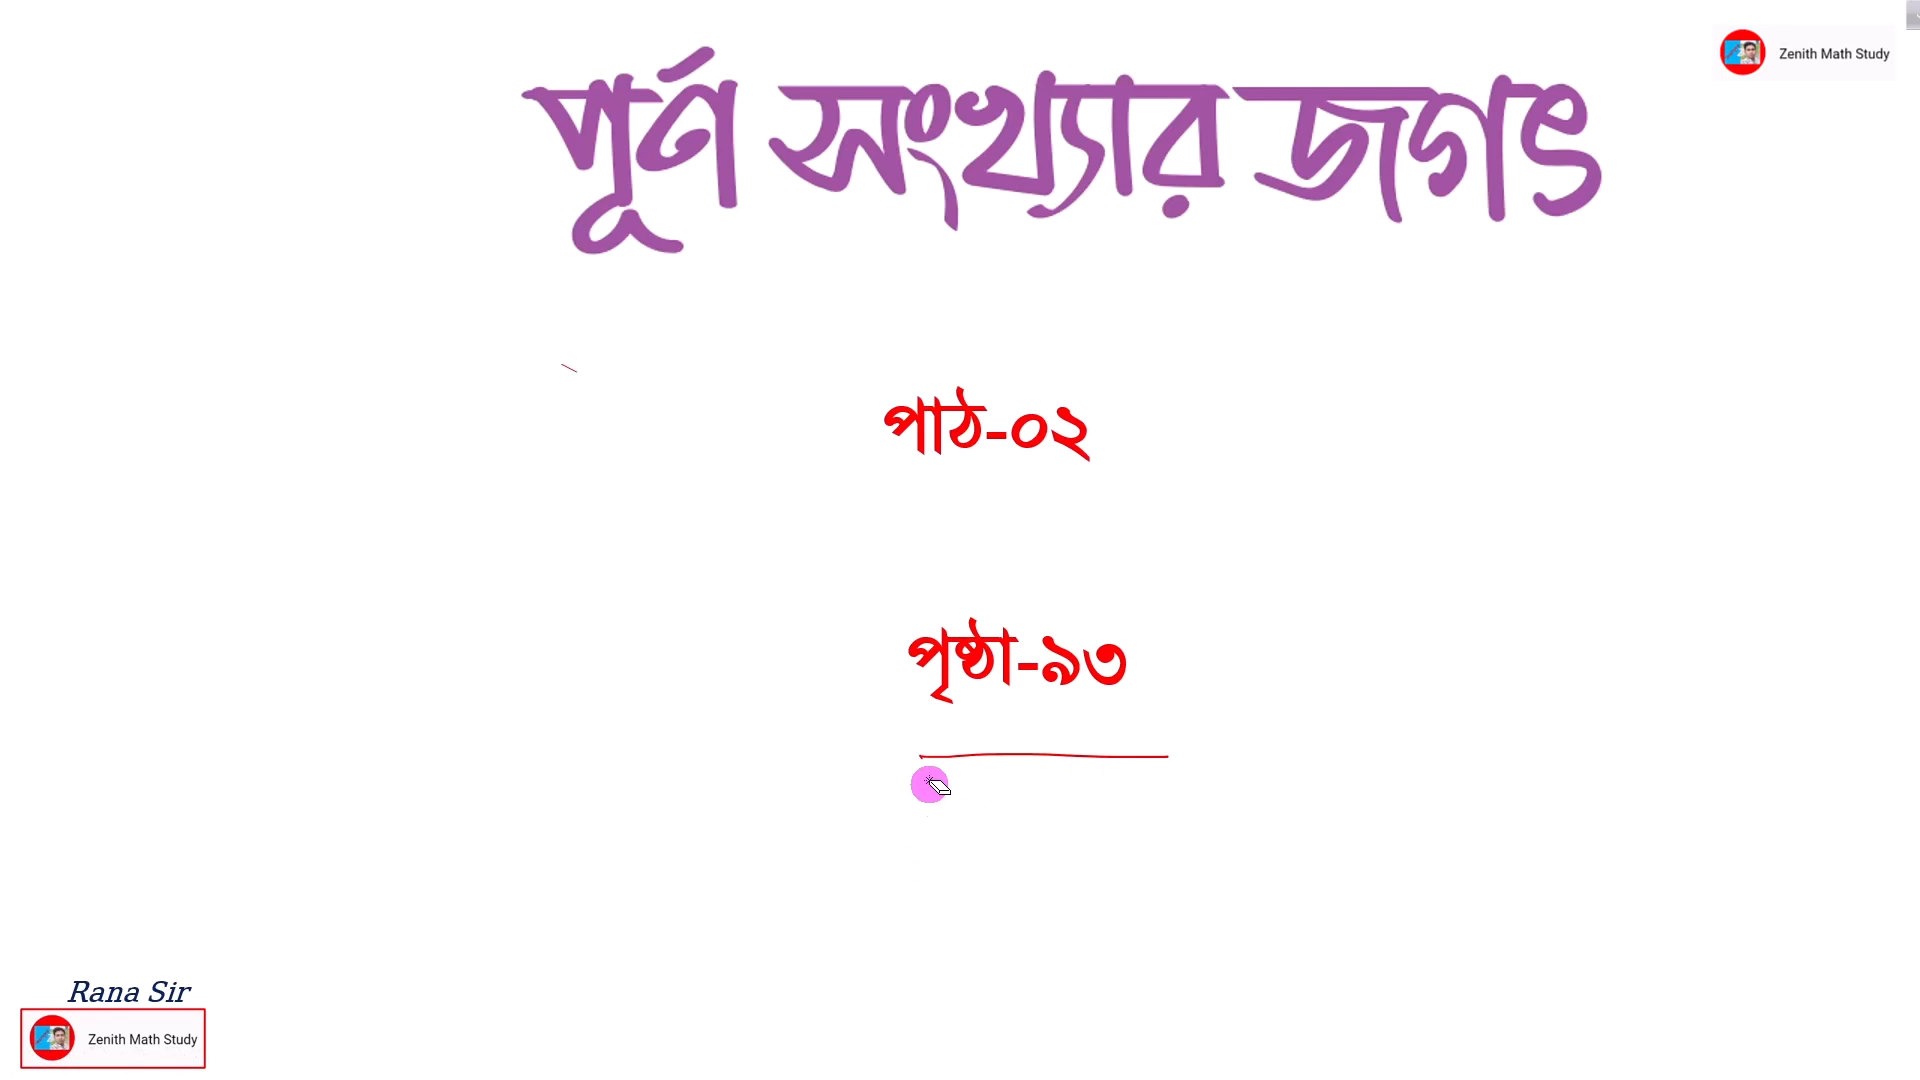 Zenith Math Study
পূর্ণ সংখ্যার জগৎ
পাঠ-০২
পৃষ্ঠা-৯৩
Rana Sir
Zenith Math Study